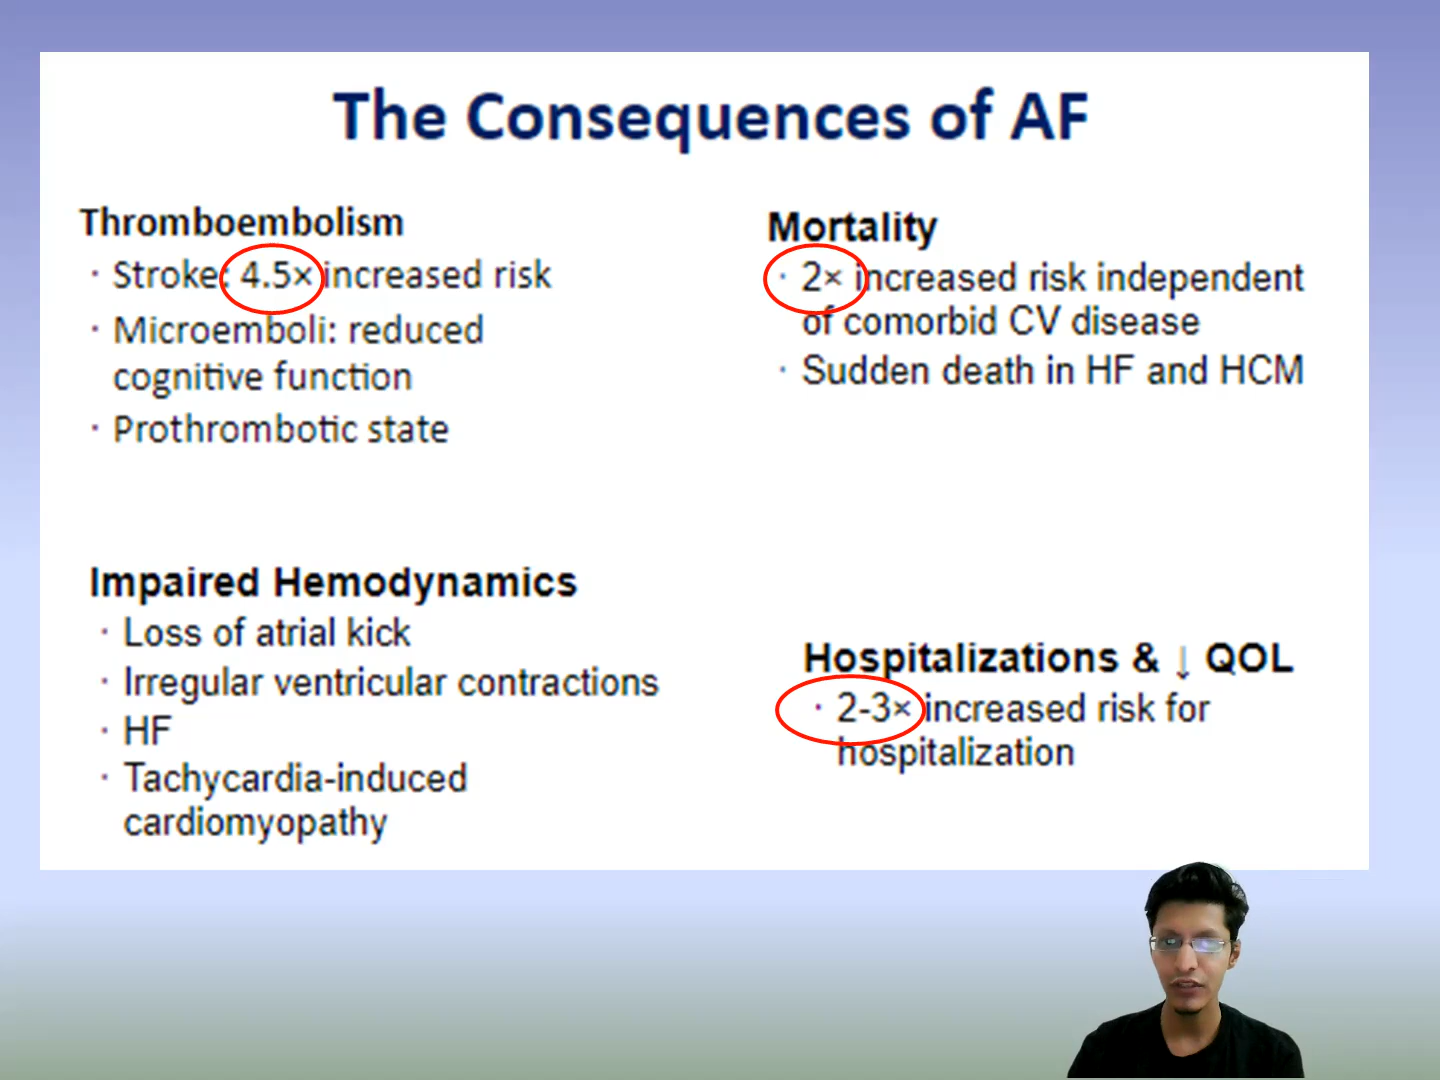 The Consequences of AF
Thromboembolism
· Stroke: 4.5× increased risk
· Microemboli: reduced
cognitive function
· Prothrombotic state
Mortality
· 2× increased risk independent
of comorbid CV disease
· Sudden death in HF and HCM
Impaired Hemodynamics
· Loss of atrial kick
· Irregular ventricular contractions
· HF
· Tachycardia-induced
cardiomyopathy
Hospitalizations & ↓ QOL
· 2-3× increased risk for
hospitalization